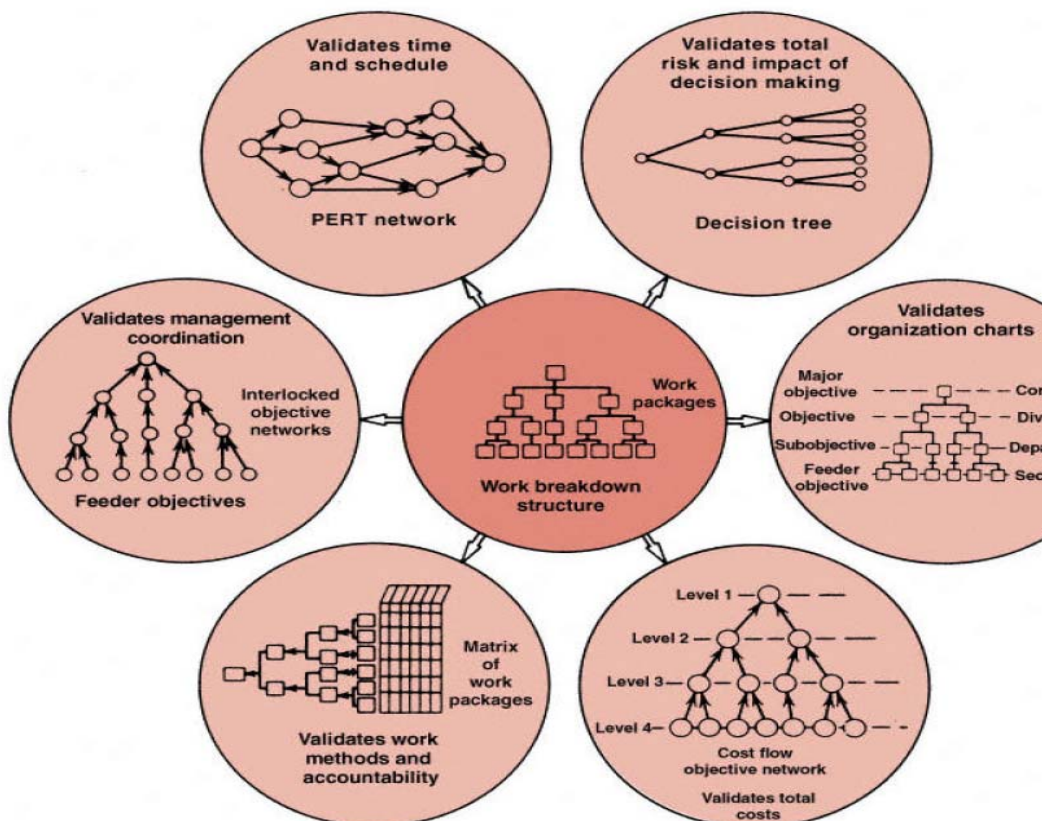 Validates time
and schedule
PERT network
Validates total
risk and impact of
decision making
Decision tree
Validates management
coordination
Interlocked
objective
networks
Feeder objectives
Work
packages
Work breakdown
structure
Validates
organization charts
Major
objective
Objective
Subobjective
Feeder
objective
Matrix
of
work
packages
Validates work
methods and
accountability
Level 1
Level 2
Level 3
Level 4
Cost flow
objective network
Validates total
costs